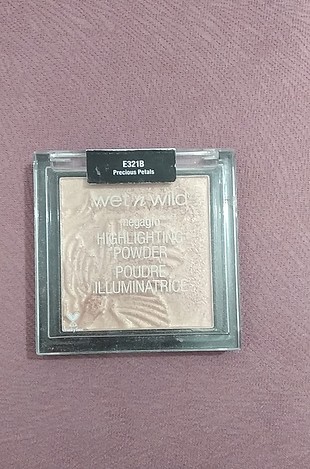 E321B
Precious Petals
wet n wild
megaglo
HIGHLIGHTING
POWDER
POUDRE
ILLUMINATRICE